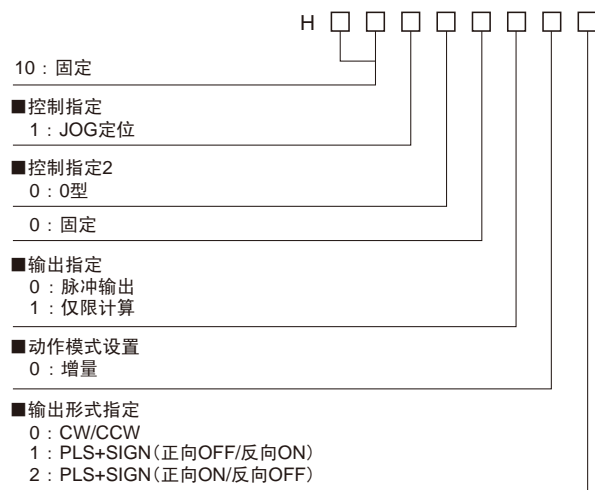 H □ □ □ □ □ □ □ □
10：固定
■控制指定
1：JOG定位
■控制指定2
0：0型
0：固定
■输出指定
0：脉冲输出
1：仅限计算
■动作模式设置
0：增量
■输出形式指定
0：CW/CCW
1：PLS+SIGN（正向OFF/反向ON）
2：PLS+SIGN（正向ON/反向OFF）